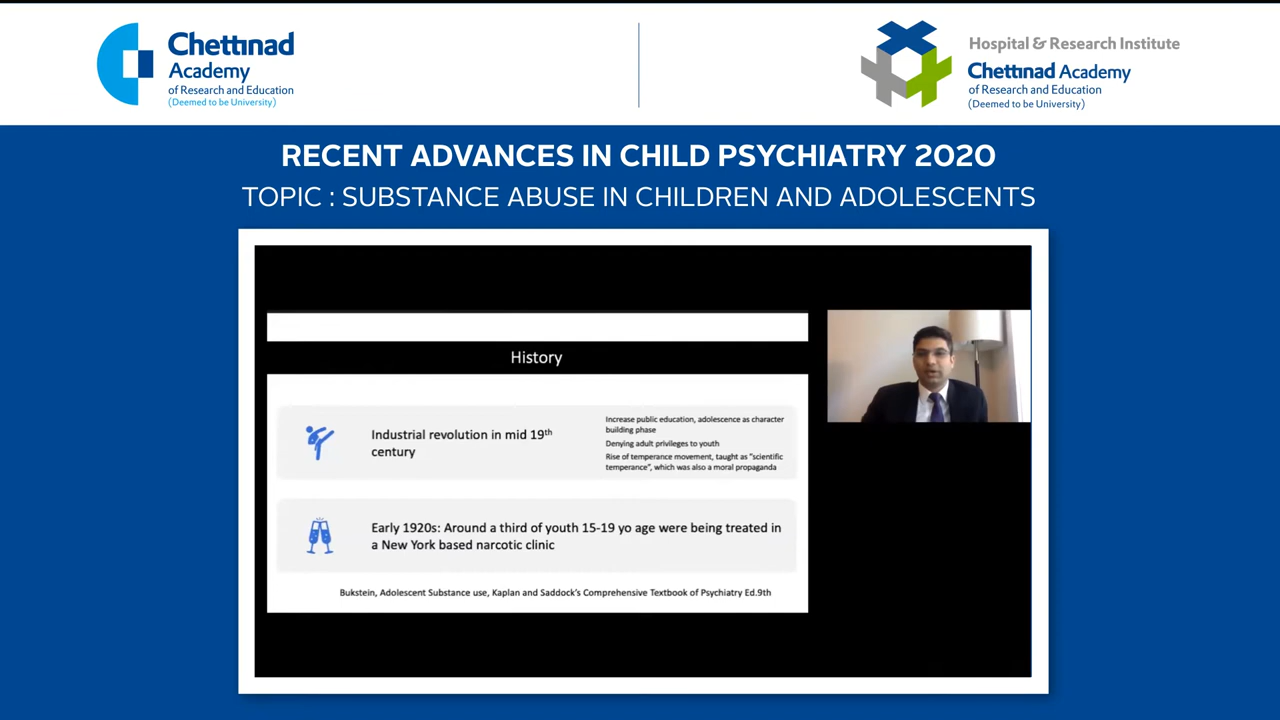 Chettinad
Academy
of Research and Education
(Deemed to be University)
Hospital & Research Institute
Chettinad Academy
of Research and Education
(Deemed to be University)
RECENT ADVANCES IN CHILD PSYCHIATRY 2020
TOPIC : SUBSTANCE ABUSE IN CHILDREN AND ADOLESCENTS
History
Industrial revolution in mid 19th
century
Increase public education, adolescence as character
building phase
Denying adult privileges to youth
Rise of temperance movement, taught as "scientific
temperance", which was also a moral propaganda
Early 1920s: Around a third of youth 15-19 yo age were being treated in
a New York based narcotic clinic
Bukstein, Adolescent Substance use, Kaplan and Saddock's Comprehensive Textbook of Psychiatry Ed.9th